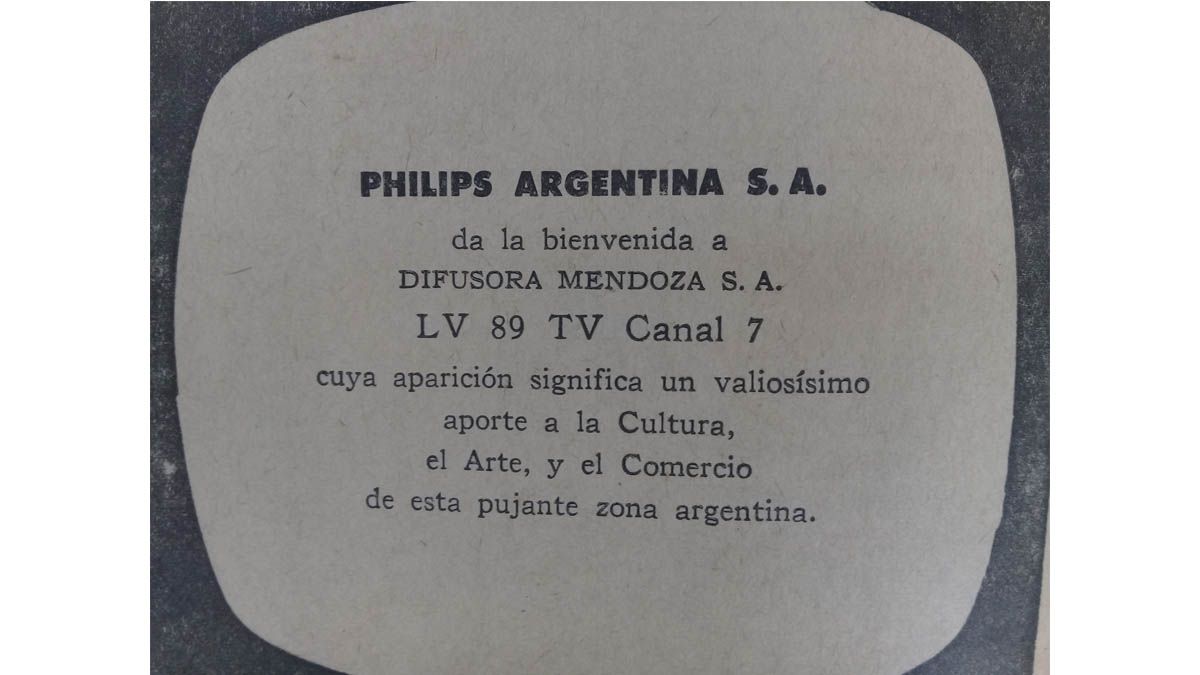 PHILIPS ARGENTINA S. A.
da la bienvenida a
DIFUSORA MENDOZA S. A.
LV 89 TV Canal 7
cuya aparición significa un valiosísimo
aporte a la Cultura,
el Arte, y el Comercio
de esta pujante zona argentina.